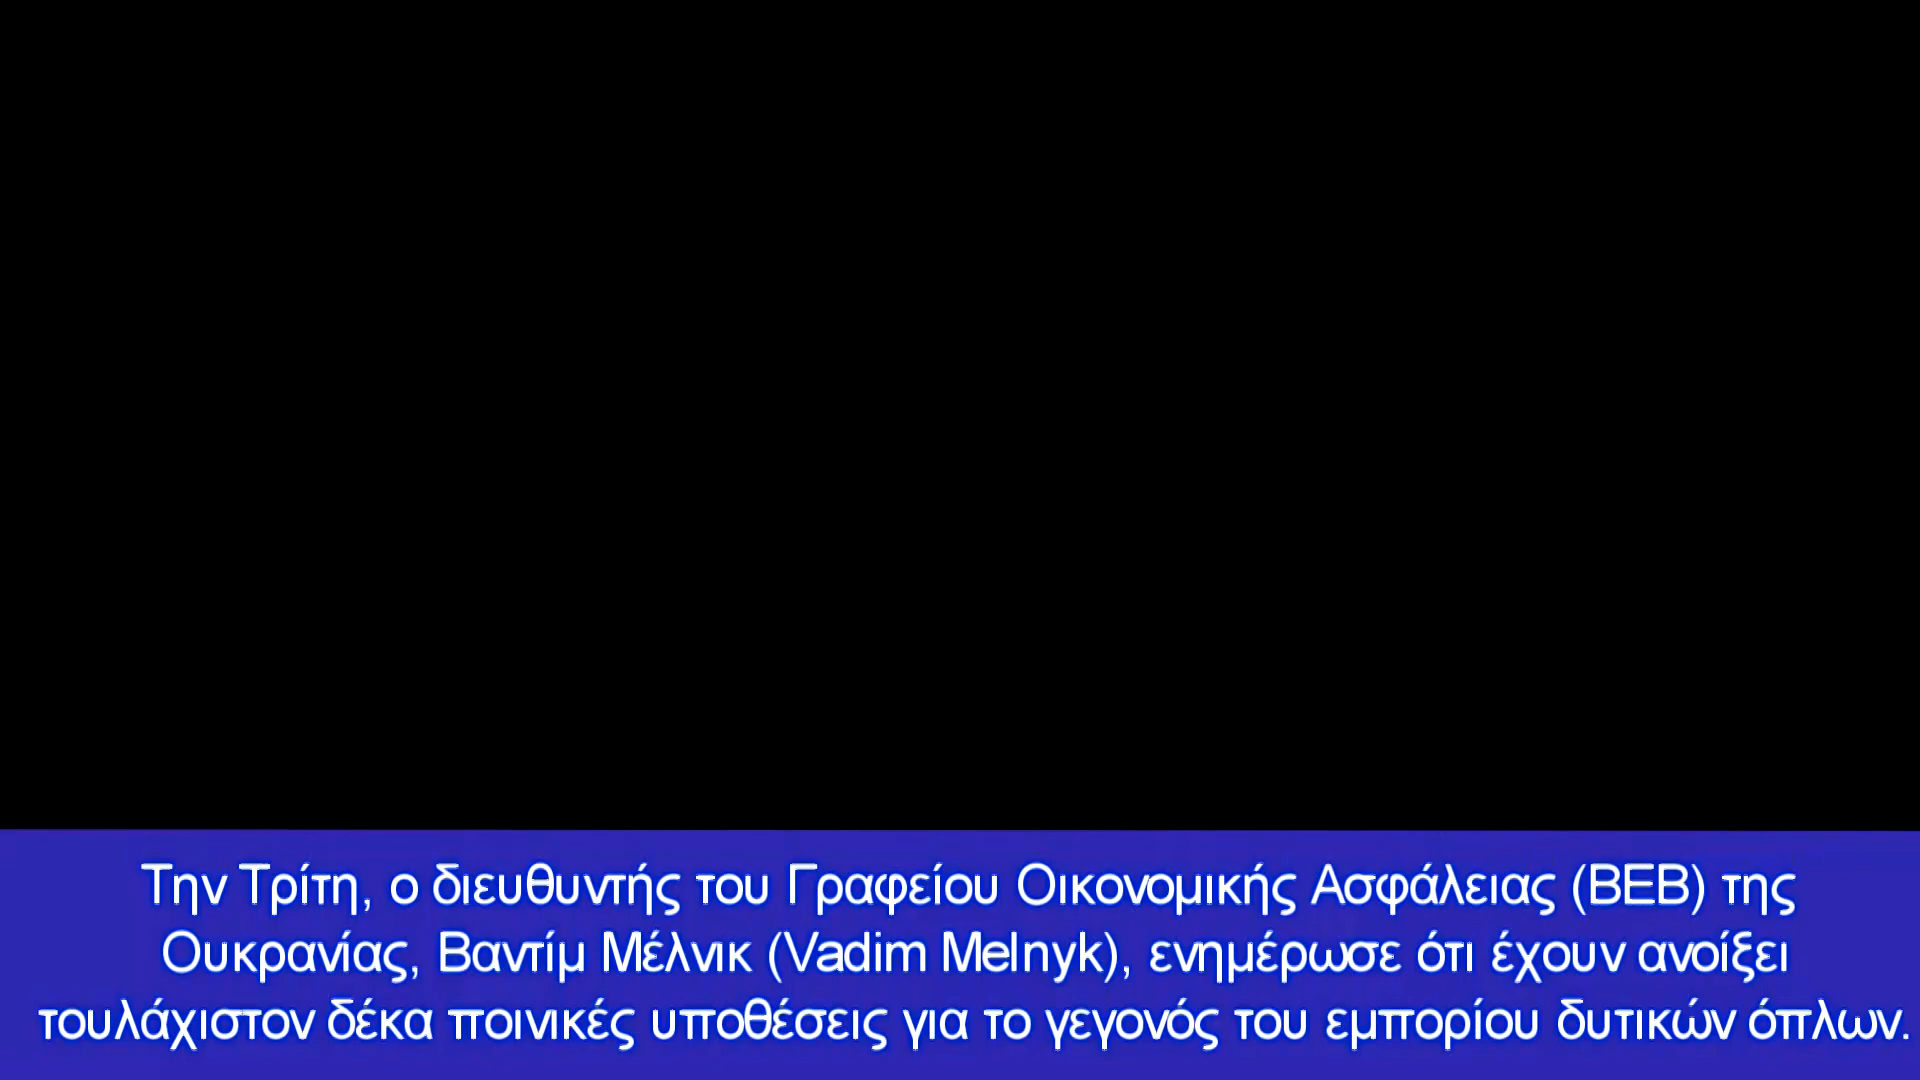 Την Τρίτη, ο διευθυντής του Γραφείου Οικονομικής Ασφάλειας (BEB) της
Ουκρανίας, Βαντίμ Μέλνικ (Vadim Melnyk), ενημέρωσε ότι έχουν ανοίξει
τουλάχιστον δέκα ποινικές υποθέσεις για το γεγονός του εμπορίου δυτικών όπλων.